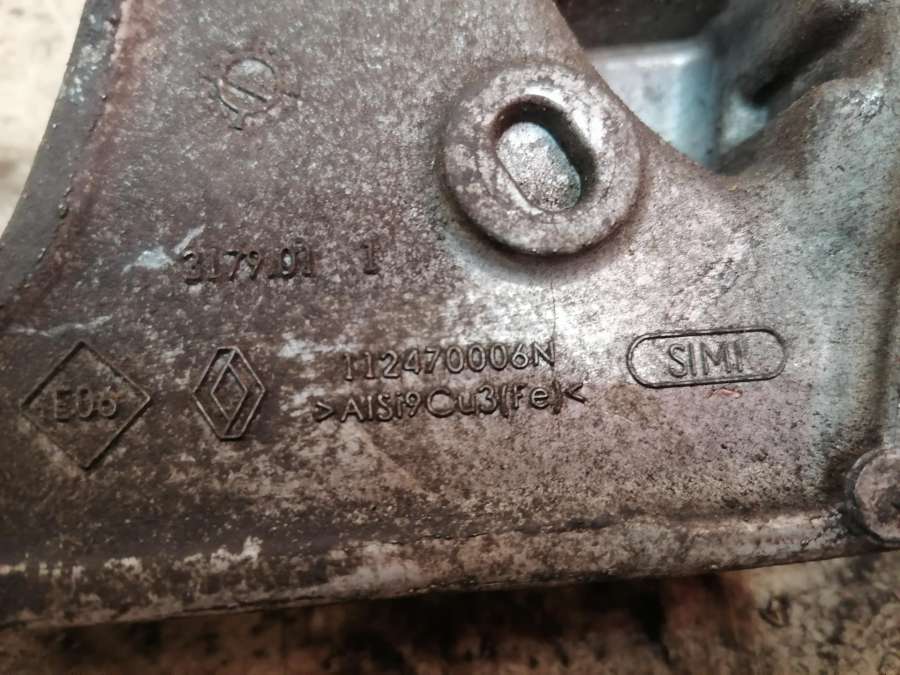 3179.01 1
112470006N
SIMI
E06
>AlSi9Cu3(Fe)<